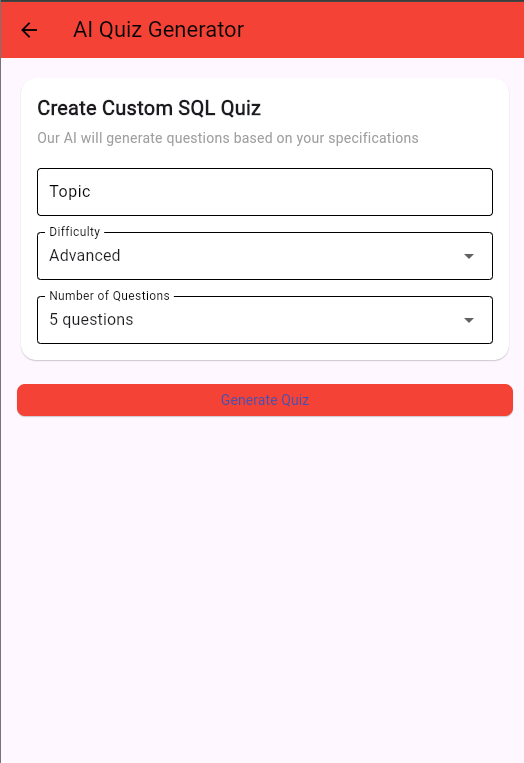 AI Quiz Generator
Create Custom SQL Quiz
Our AI will generate questions based on your specifications
Topic
Difficulty
Advanced
Number of Questions
5 questions
Generate Quiz